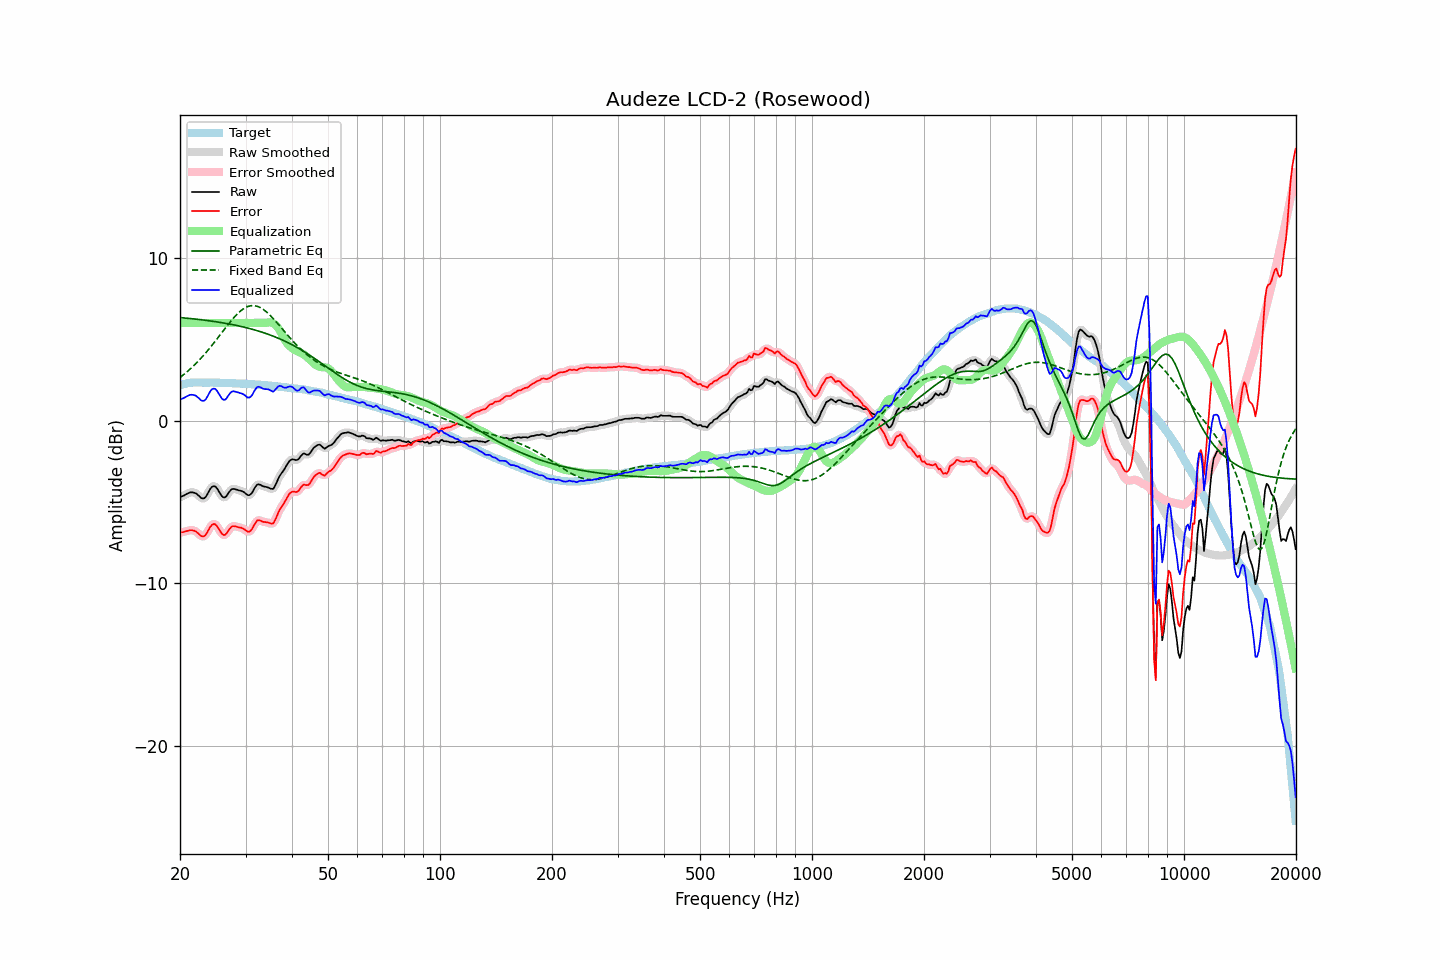 Audeze LCD-2 (Rosewood)
Target
Raw Smoothed
Error Smoothed
Raw
Error
Equalization
Parametric Eq
Fixed Band Eq
Equalized
10
0
−10
−20
Amplitude (dBr)
20 50 100 200 500 1000 2000 5000 10000 20000
Frequency (Hz)